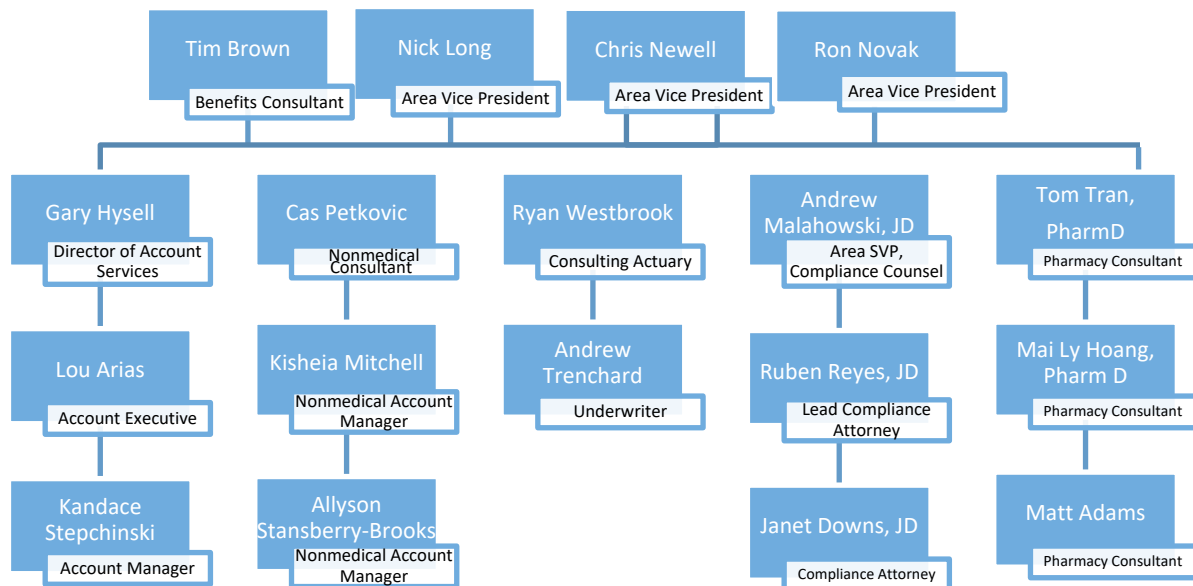 Tim Brown
Benefits Consultant
Nick Long
Area Vice President
Chris Newell
Area Vice President
Ron Novak
Area Vice President
Gary Hysell
Director of Account
Services
Cas Petkovic
Nonmedical
Consultant
Ryan Westbrook
Consulting Actuary
Andrew
Malahowski, JD
Area SVP,
Compliance Counsel
Tom Tran,
PharmD
Pharmacy Consultant
Lou Arias
Account Executive
Kisheia Mitchell
Nonmedical Account
Manager
Andrew
Trenchard
Underwriter
Ruben Reyes, JD
Lead Compliance
Attorney
Mai Ly Hoang,
Pharm D
Pharmacy Consultant
Kandace
Stepchinski
Account Manager
Allyson
Stansberry-Brooks
Nonmedical Account
Manager
Janet Downs, JD
Compliance Attorney
Matt Adams
Pharmacy Consultant